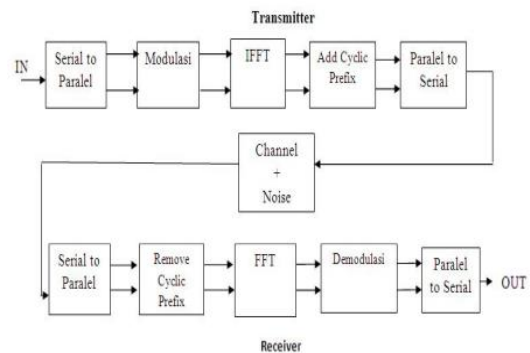 Transmitter
IN
Serial to
Paralel
Modulasi
IFFT
Add Cyclic
Prefix
Paralel to
Serial
Channel
+
Noise
Serial to
Paralel
Remove
Cyclic
Prefix
FFT
Demodulasi
Paralel
to Serial
OUT
Receiver